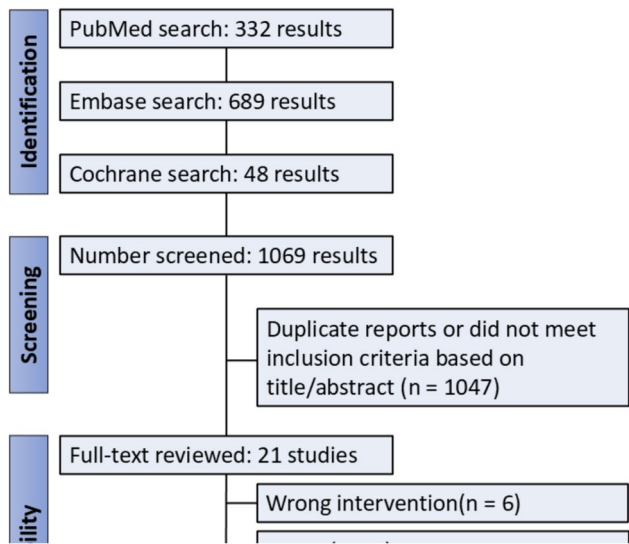 Identification
PubMed search: 332 results
Embase search: 689 results
Cochrane search: 48 results
Screening
Number screened: 1069 results
Duplicate reports or did not meet
inclusion criteria based on
title/abstract (n = 1047)
Full-text reviewed: 21 studies
Wrong intervention(n = 6)